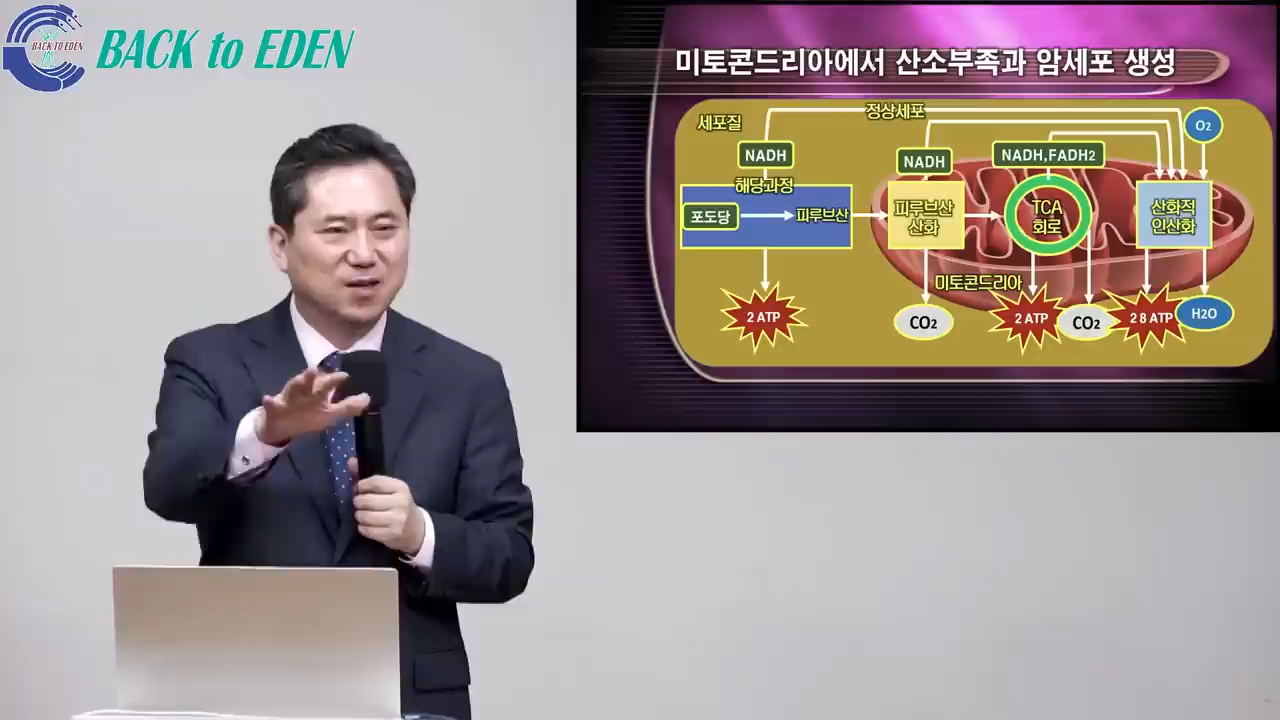 BACK TO EDEN
BACK to EDEN
미토콘드리아에서 산소부족과 암세포 생성
세포질
정상세포
O2
NADH
NADH
NADH,FADH2
해당과정
포도당
피루브산
피루브산
산화
TCA
회로
산화적
인산화
미토콘드리아
2 ATP
CO2
2 ATP
CO2
28 ATP
H2O